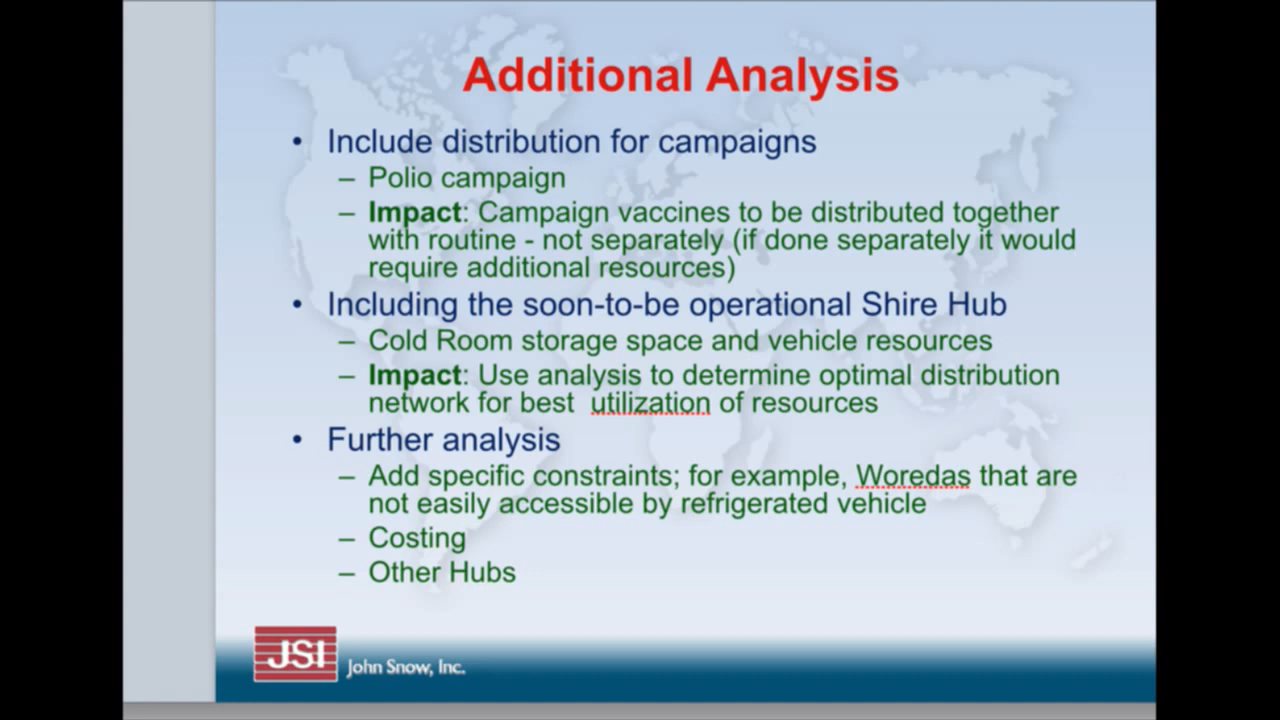 Additional Analysis
• Include distribution for campaigns
– Polio campaign
– Impact: Campaign vaccines to be distributed together
with routine - not separately (if done separately it would
require additional resources)
• Including the soon-to-be operational Shire Hub
– Cold Room storage space and vehicle resources
– Impact: Use analysis to determine optimal distribution
network for best utilization of resources
• Further analysis
– Add specific constraints; for example, Woredas that are
not easily accessible by refrigerated vehicle
– Costing
– Other Hubs
JSI
John Snow, Inc.